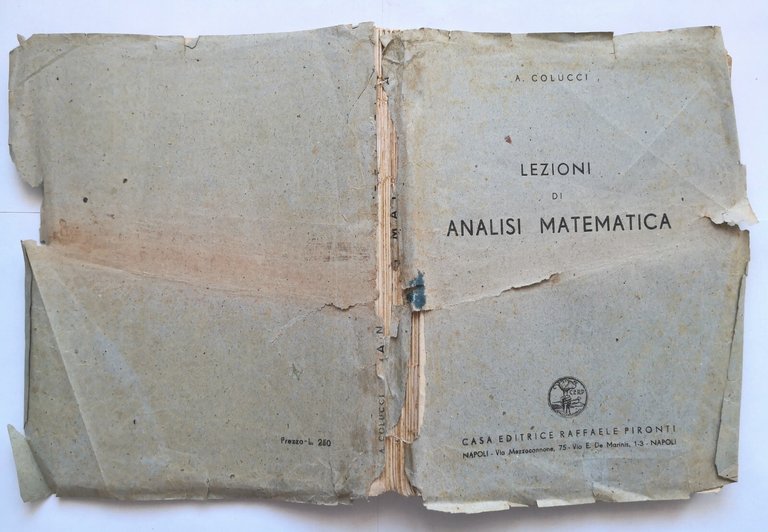 A. COLUCCI
LEZIONI
DI
ANALISI MATEMATICA
CASA EDITRICE RAFFAELE PIRONTI
NAPOLI - Via Mezzocannone, 75 - Via E. De Marinis, 1-3 - NAPOLI
Prezzo L. 250
A. COLUCCI